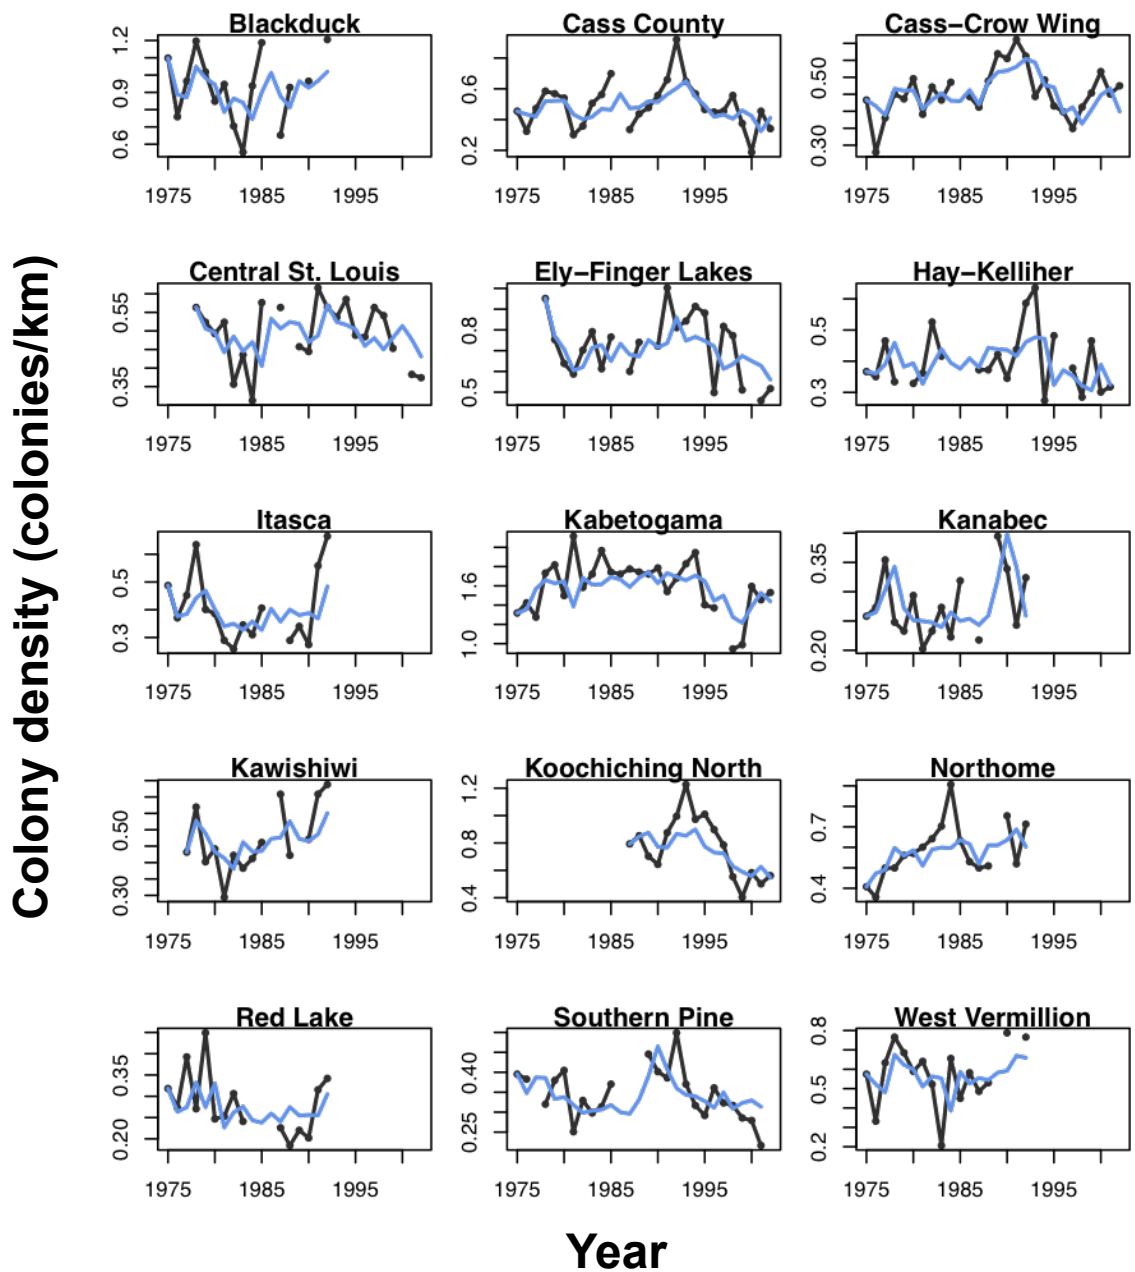 Blackduck
Cass County
Cass–Crow Wing
0.6 0.9 1.2
0.2 0.6
0.30 0.50
1975 1985 1995
1975 1985 1995
1975 1985 1995
Central St. Louis
Ely–Finger Lakes
Hay–Kelliher
0.35 0.55
0.5 0.8
0.3 0.5
1975 1985 1995
1975 1985 1995
1975 1985 1995
Itasca
Kabetogama
Kanabec
0.3 0.5
1.0 1.6
0.20 0.35
1975 1985 1995
1975 1985 1995
1975 1985 1995
Kawishiwi
Koochiching North
Northome
0.30 0.50
0.4 0.8 1.2
0.4 0.7
1975 1985 1995
1975 1985 1995
1975 1985 1995
Red Lake
Southern Pine
West Vermillion
0.20 0.35
0.25 0.40
0.2 0.5 0.8
1975 1985 1995
1975 1985 1995
1975 1985 1995
Colony density (colonies/km)
Year